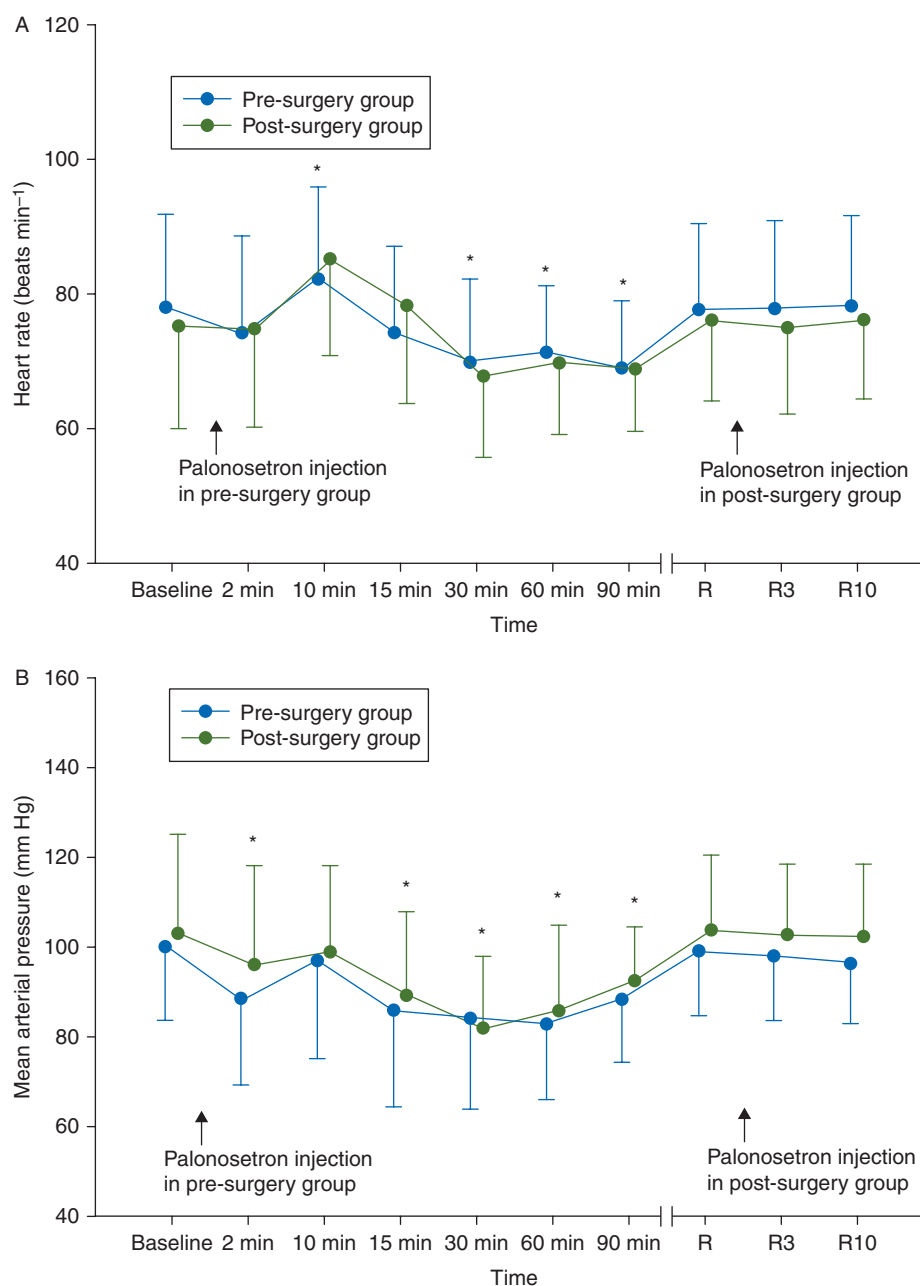 A
120
100
80
60
40
Heart rate (beats min⁻¹)
Pre-surgery group
Post-surgery group
*
*
*
*
Palonosetron injection
in pre-surgery group
Palonosetron injection
in post-surgery group
Baseline 2 min 10 min 15 min 30 min 60 min 90 min R R3 R10
Time
B
160
140
120
100
80
60
40
Mean arterial pressure (mm Hg)
Pre-surgery group
Post-surgery group
*
*
*
*
*
Palonosetron injection
in pre-surgery group
Palonosetron injection
in post-surgery group
Baseline 2 min 10 min 15 min 30 min 60 min 90 min R R3 R10
Time